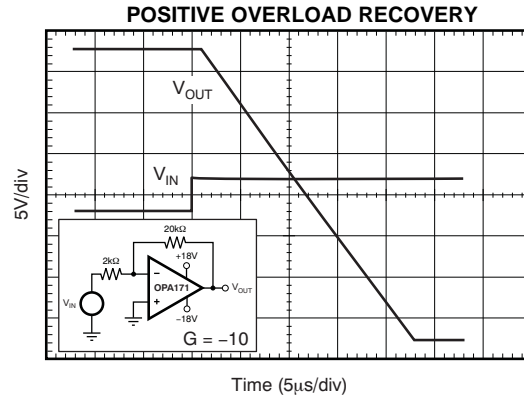 POSITIVE OVERLOAD RECOVERY
V_OUT
V_IN
5V/div
20kΩ
+18V
2kΩ
−
OPA171
V_OUT
+
V_IN
−18V
G = −10
Time (5μs/div)